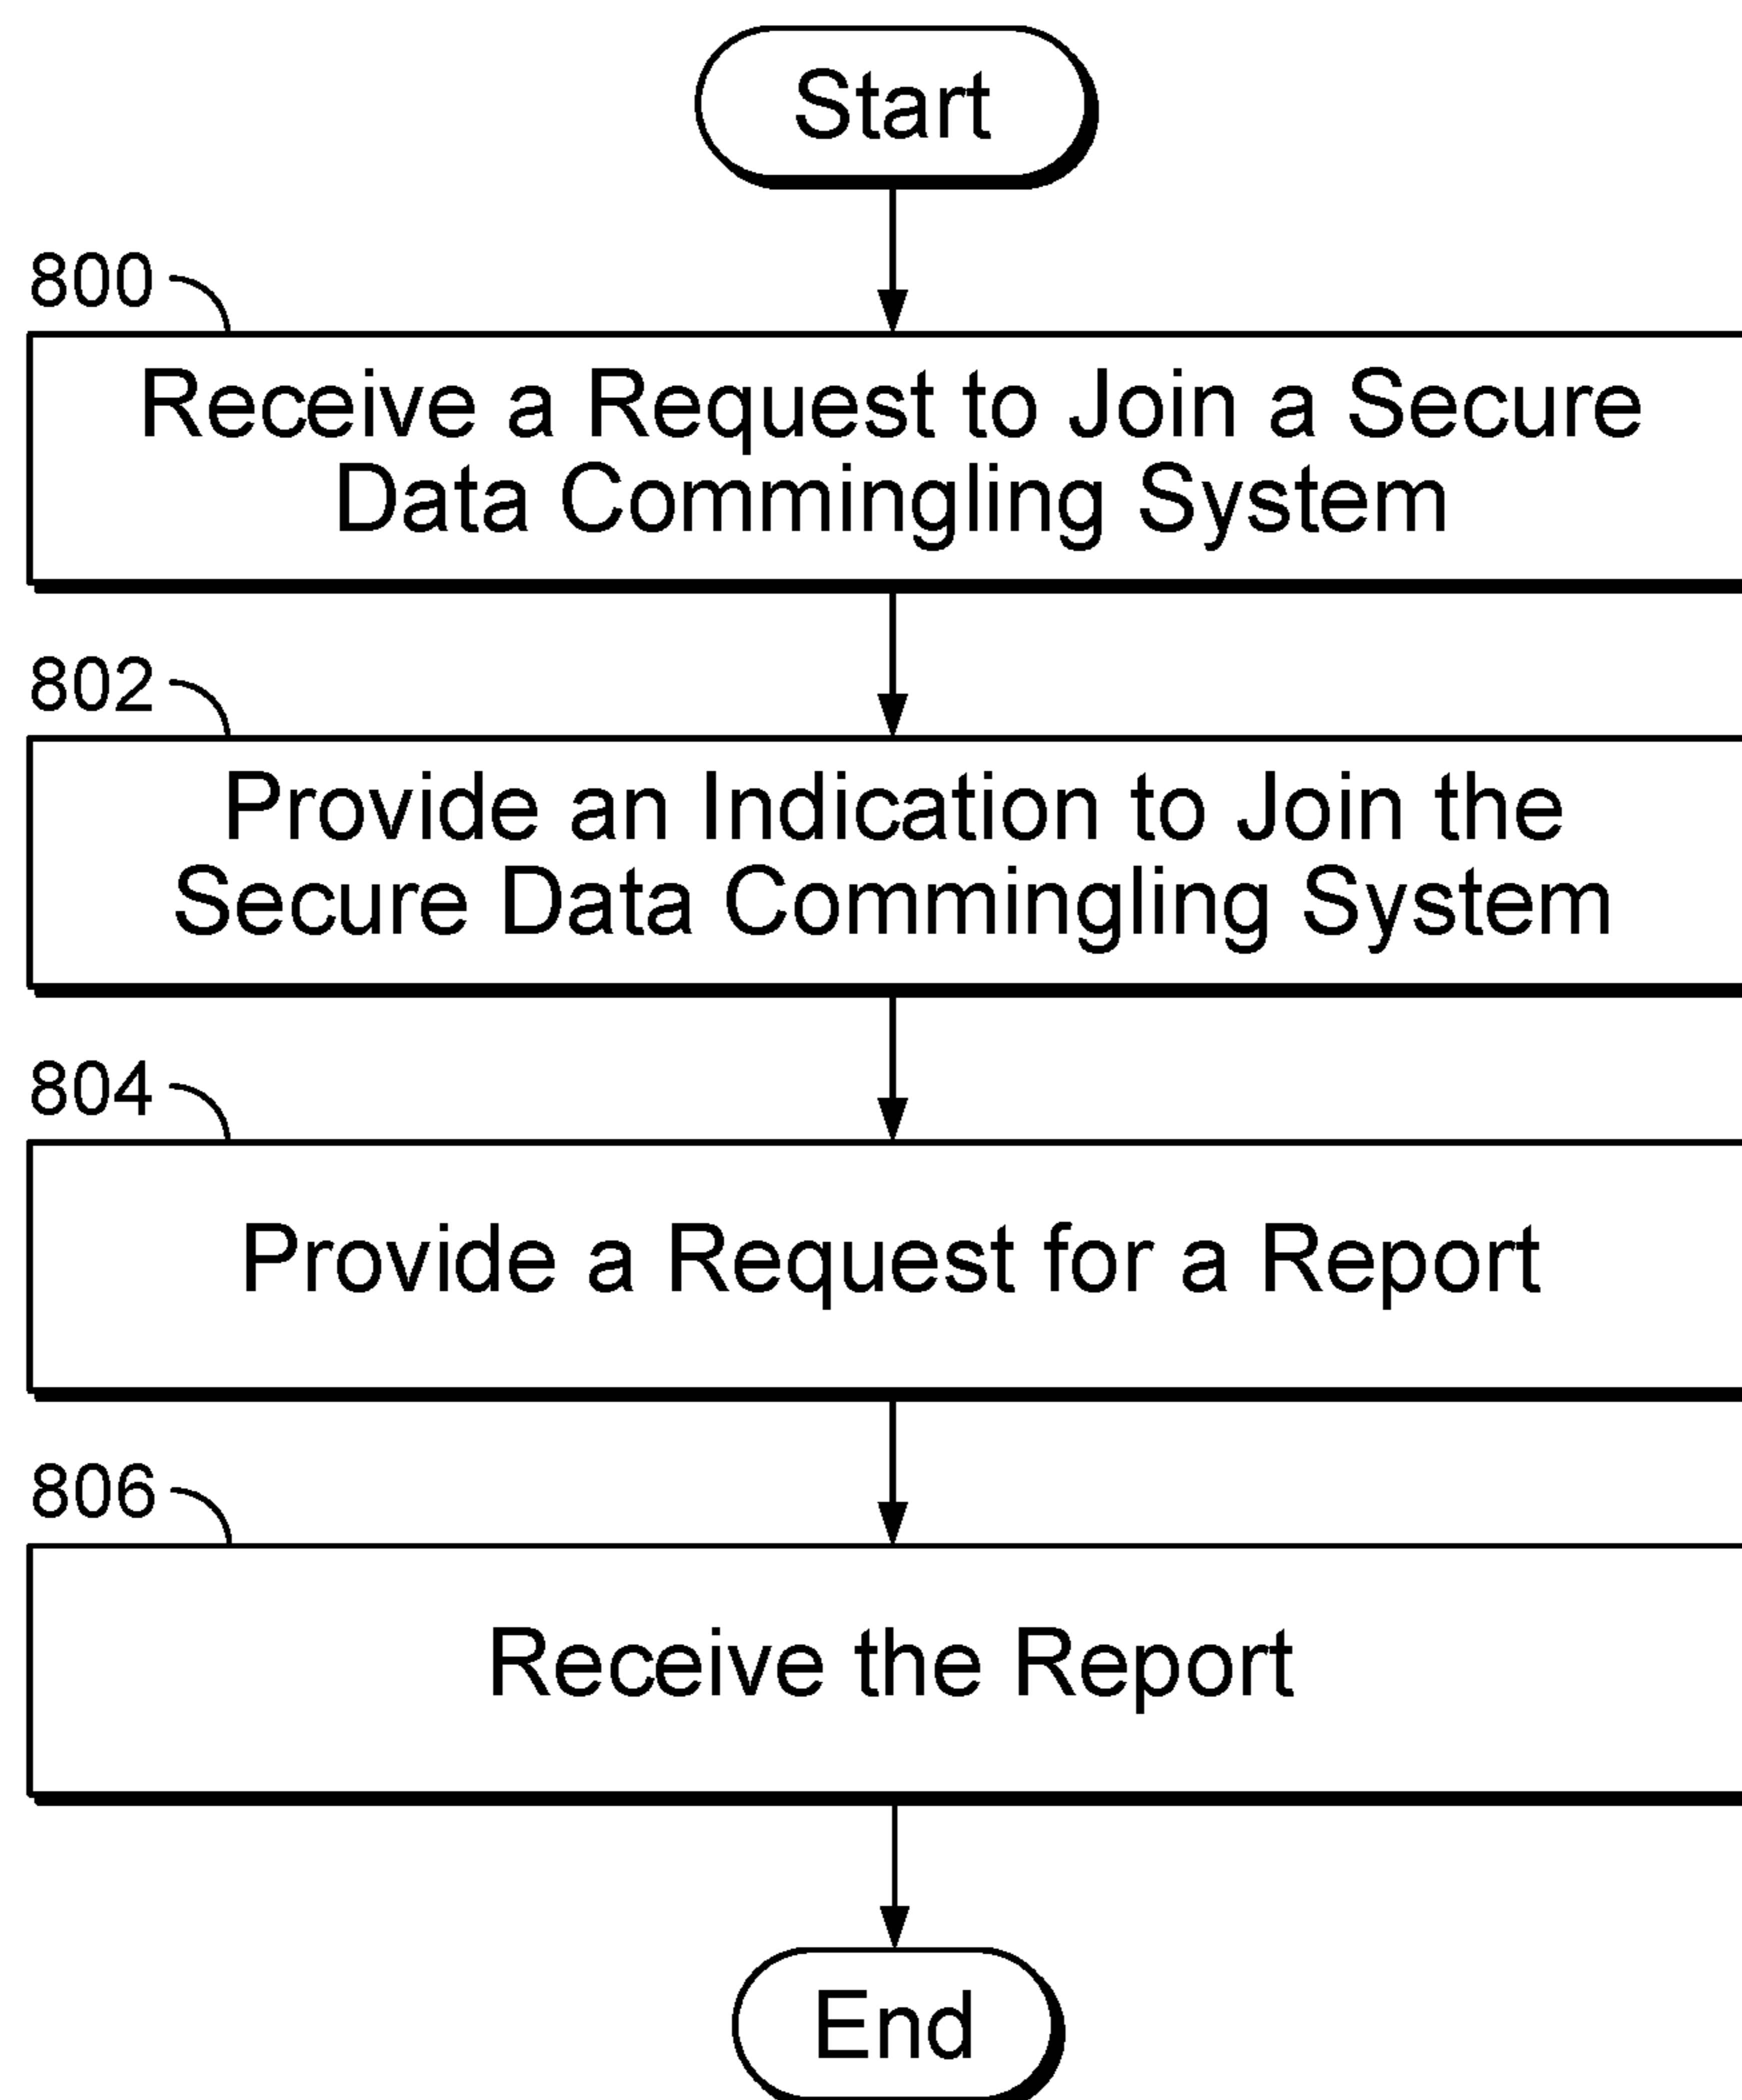 Start
800
Receive a Request to Join a Secure
Data Commingling System
802
Provide an Indication to Join the
Secure Data Commingling System
804
Provide a Request for a Report
806
Receive the Report
End